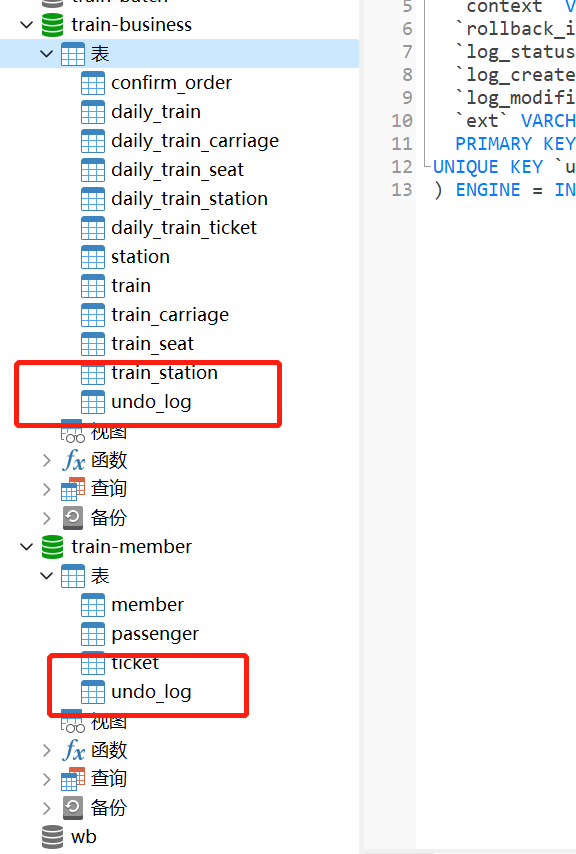 train-batch
train-business
表
confirm_order
daily_train
daily_train_carriage
daily_train_seat
daily_train_station
daily_train_ticket
station
train
train_carriage
train_seat
train_station
undo_log
视图
fx 函数
查询
备份
train-member
表
member
passenger
ticket
undo_log
视图
fx 函数
查询
备份
wb
5 `context` V
6 `rollback_i
7 `log_status
8 `log_create
9 `log_modifi
10 `ext` VARCH
11 PRIMARY KEY
12 UNIQUE KEY `u
13 ) ENGINE = IN